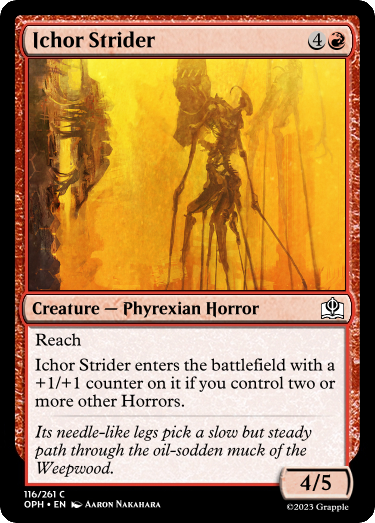 Ichor Strider 4
Creature — Phyrexian Horror
Reach
Ichor Strider enters the battlefield with a
+1/+1 counter on it if you control two or
more other Horrors.
Its needle-like legs pick a slow but steady
path through the oil-sodden muck of the
Weepwood.
4/5
116/261 C
OPH • EN Aaron Nakahara
©2023 Grapple